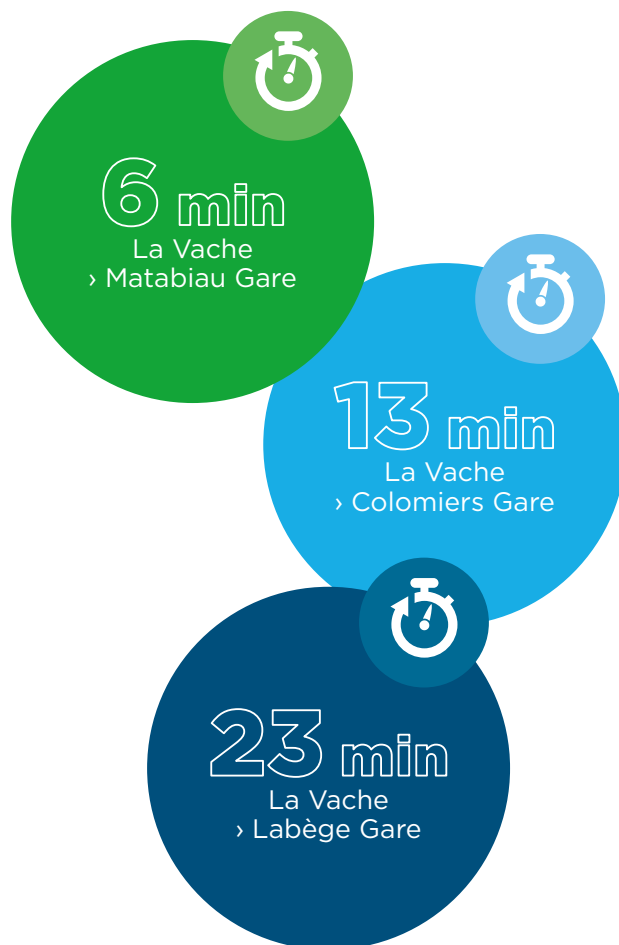 6 min
La Vache
› Matabiau Gare
13 min
La Vache
› Colomiers Gare
23 min
La Vache
› Labège Gare